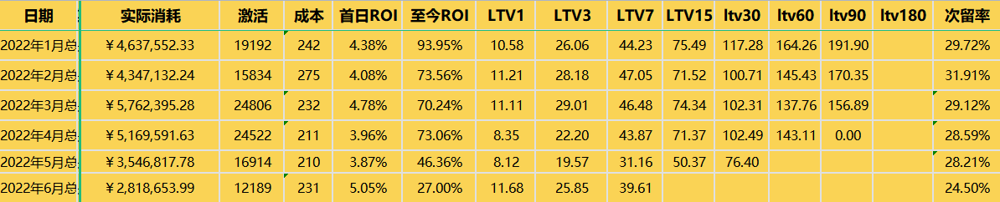 日期 实际消耗 激活 成本 首日ROI 至今ROI LTV1 LTV3 LTV7 LTV15 ltv30 ltv60 ltv90 ltv180 次留率
2022年1月总 ￥4,637,552.33 19192 242 4.38% 93.95% 10.58 26.06 44.23 75.49 117.28 164.26 191.90 29.72%
2022年2月总 ￥4,347,132.24 15834 275 4.08% 73.56% 11.21 28.18 47.05 71.52 100.71 145.43 170.35 31.91%
2022年3月总 ￥5,762,395.28 24806 232 4.78% 70.24% 11.11 29.01 46.48 74.34 102.31 137.76 156.89 29.12%
2022年4月总 ￥5,169,591.63 24522 211 3.96% 73.06% 8.35 22.20 43.87 71.37 102.49 143.11 0.00 28.59%
2022年5月总 ￥3,546,817.78 16914 210 3.87% 46.36% 8.12 19.57 31.16 50.37 76.40 28.21%
2022年6月总 ￥2,818,653.99 12189 231 5.05% 27.00% 11.68 25.85 39.61 24.50%